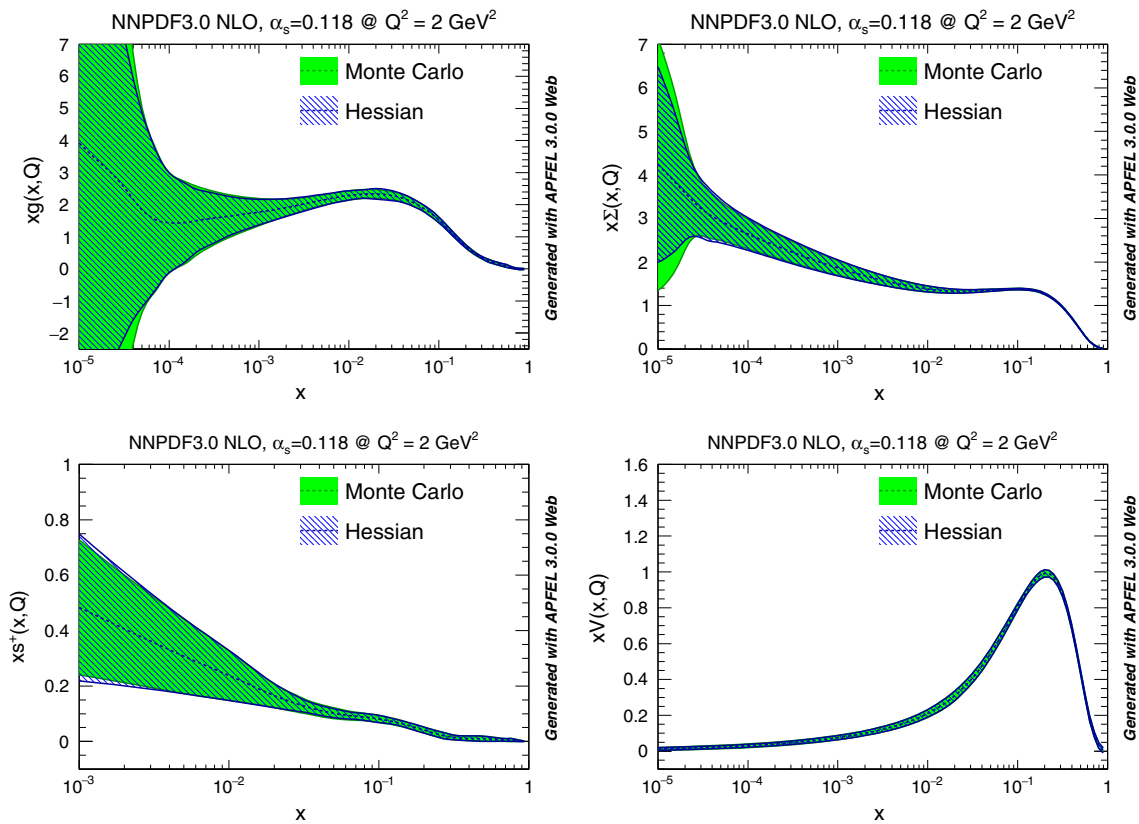 NNPDF3.0 NLO, αs=0.118 @ Q² = 2 GeV²
7
6
5
4
3
2
1
0
−1
−2
xg(x,Q)
Monte Carlo
Hessian
Generated with APFEL 3.0.0 Web
10⁻⁵
10⁻⁴
10⁻³
10⁻²
10⁻¹
1
x
NNPDF3.0 NLO, αs=0.118 @ Q² = 2 GeV²
7
6
5
4
3
2
1
0
xΣ(x,Q)
Monte Carlo
Hessian
Generated with APFEL 3.0.0 Web
10⁻⁵
10⁻⁴
10⁻³
10⁻²
10⁻¹
1
x
NNPDF3.0 NLO, αs=0.118 @ Q² = 2 GeV²
1
0.8
0.6
0.4
0.2
0
xs⁺(x,Q)
Monte Carlo
Hessian
Generated with APFEL 3.0.0 Web
10⁻³
10⁻²
10⁻¹
1
x
NNPDF3.0 NLO, αs=0.118 @ Q² = 2 GeV²
1.6
1.4
1.2
1
0.8
0.6
0.4
0.2
0
xV(x,Q)
Monte Carlo
Hessian
Generated with APFEL 3.0.0 Web
10⁻⁵
10⁻⁴
10⁻³
10⁻²
10⁻¹
1
x